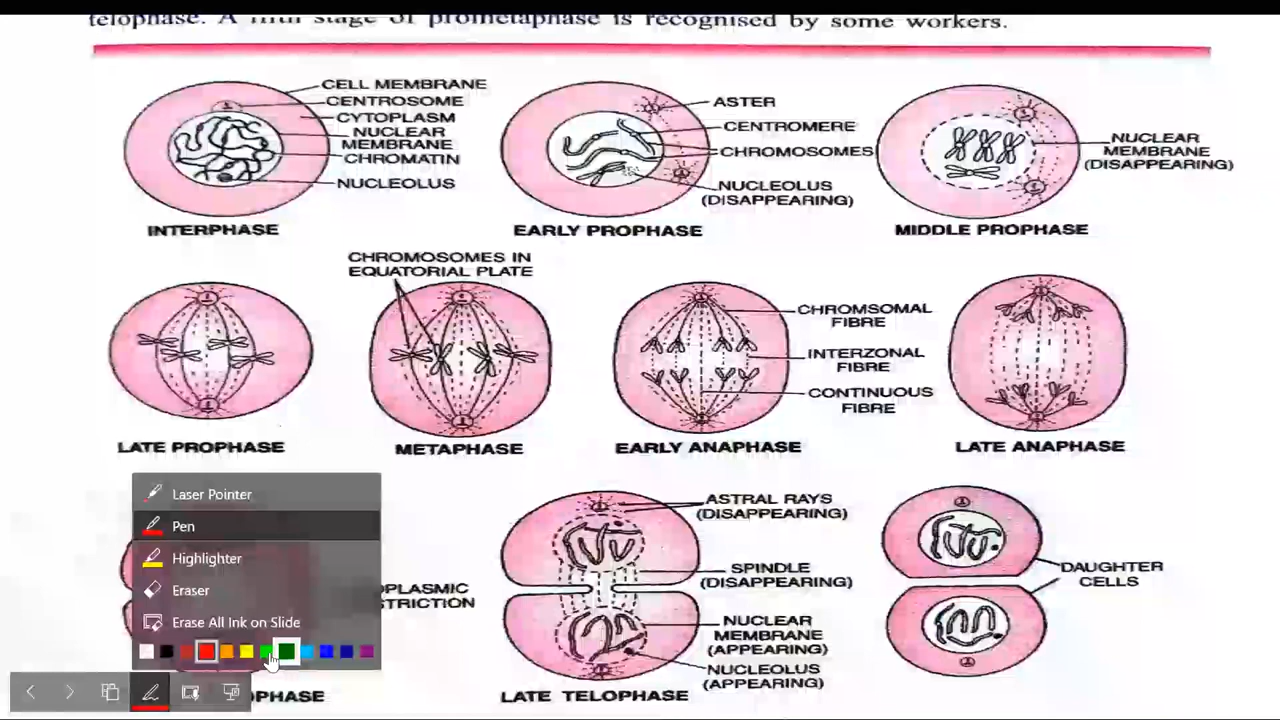 telophase. A fifth stage of prometaphase is recognised by some workers.
CELL MEMBRANE
CENTROSOME
CYTOPLASM
NUCLEAR
MEMBRANE
CHROMATIN
NUCLEOLUS
INTERPHASE
ASTER
CENTROMERE
CHROMOSOMES
NUCLEOLUS
(DISAPPEARING)
EARLY PROPHASE
NUCLEAR
MEMBRANE
(DISAPPEARING)
MIDDLE PROPHASE
LATE PROPHASE
CHROMOSOMES IN
EQUATORIAL PLATE
METAPHASE
CHROMSOMAL
FIBRE
INTERZONAL
FIBRE
CONTINUOUS
FIBRE
EARLY ANAPHASE
LATE ANAPHASE
Laser Pointer
Pen
Highlighter
Eraser
Erase All Ink on Slide
OPLASMIC
STRICTION
OPHASE
ASTRAL RAYS
(DISAPPEARING)
SPINDLE
(DISAPPEARING)
NUCLEAR
MEMBRANE
(APPEARING)
NUCLEOLUS
(APPEARING)
LATE TELOPHASE
DAUGHTER
CELLS